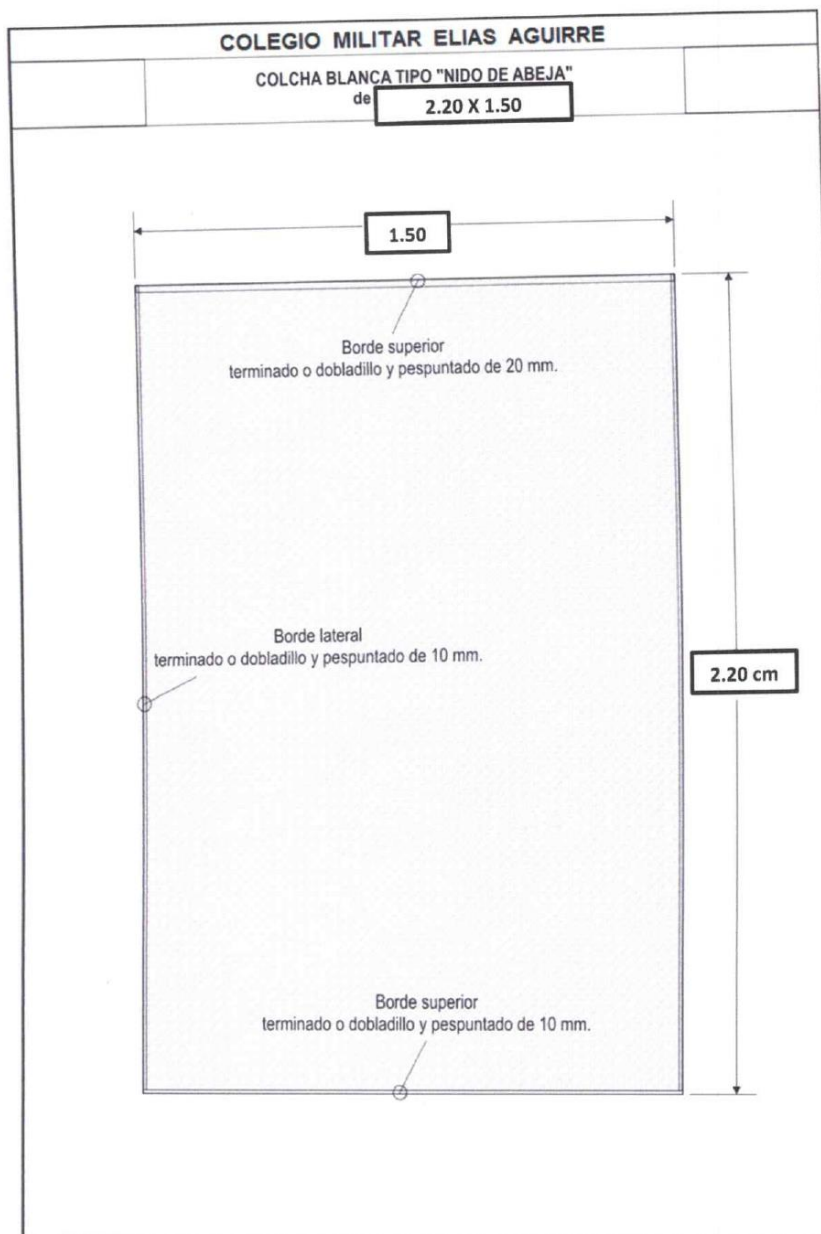 COLEGIO MILITAR ELIAS AGUIRRE
COLCHA BLANCA TIPO "NIDO DE ABEJA"
de 2.20 X 1.50
1.50
Borde superior
terminado o dobladillo y pespuntado de 20 mm.
Borde lateral
terminado o dobladillo y pespuntado de 10 mm.
2.20 cm
Borde superior
terminado o dobladillo y pespuntado de 10 mm.